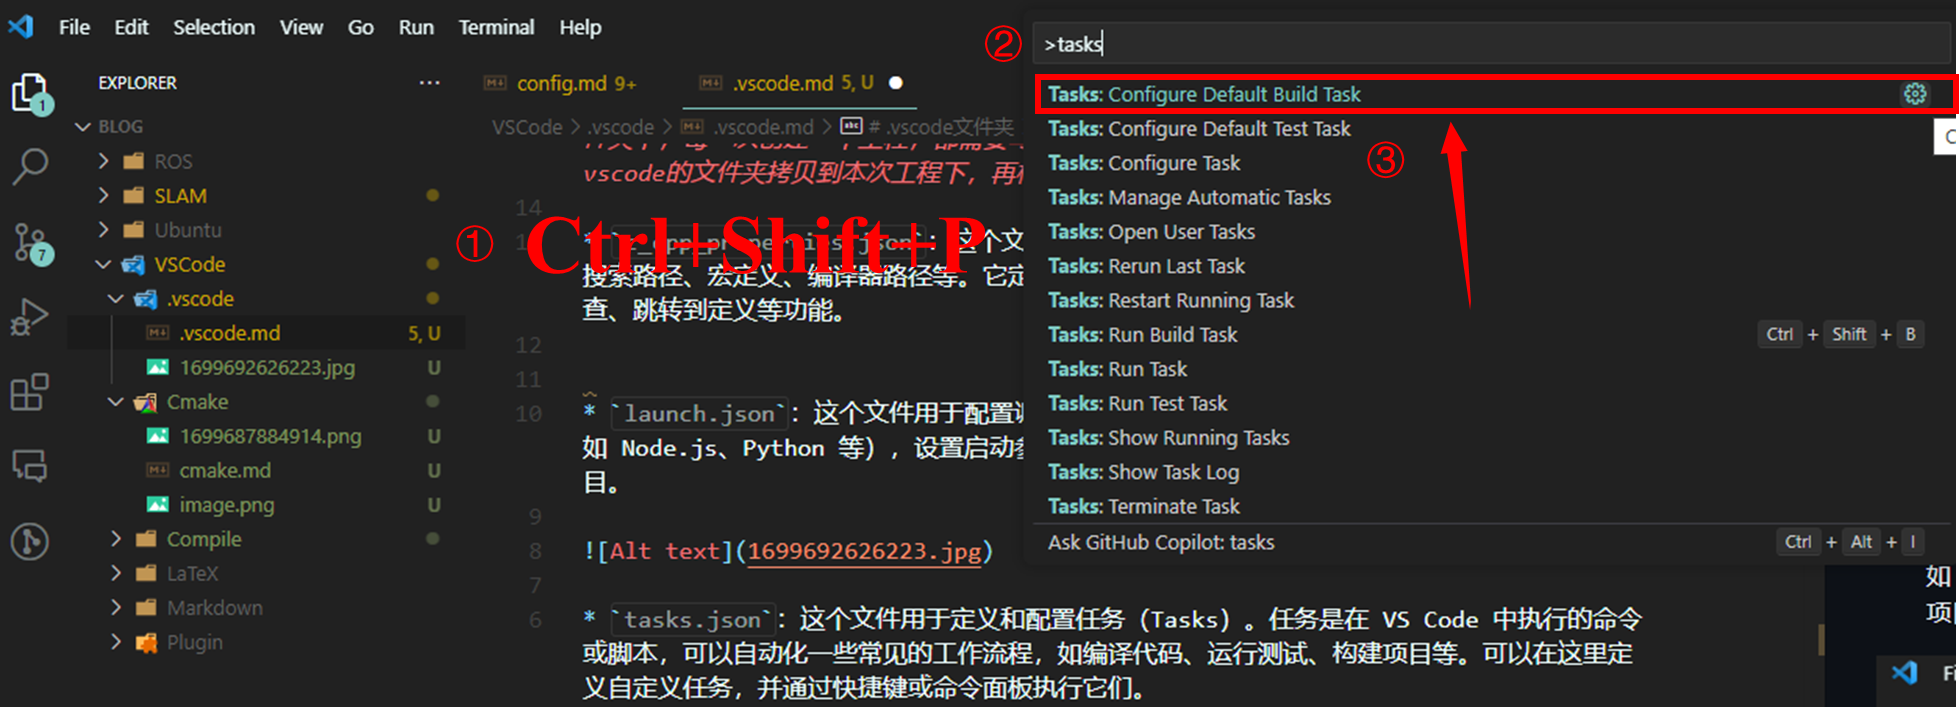 File Edit Selection View Go Run Terminal Help
EXPLORER
BLOG
ROS
SLAM
Ubuntu
VSCode
.vscode
.vscode.md 5, U
1699692626223.jpg U
Cmake
1699687884914.png U
cmake.md U
image.png U
Compile
LaTeX
Markdown
Plugin
1
7
config.md 9+ .vscode.md 5, U
VSCode > .vscode > .vscode.md > # .vscode文件夹
vscode的文件夹拷贝到本次工程下，再
14
① Ctrl+Shift+P
搜索路径、宏定义、编译器路径等。它定
查、跳转到定义等功能。
12
11
10 * `launch.json`: 这个文件用于配置调
如 Node.js、Python 等），设置启动参
目。
9
8 ![Alt text](1699692626223.jpg)
7
6 * `tasks.json`: 这个文件用于定义和配置任务（Tasks）。任务是在 VS Code 中执行的命令
或脚本，可以自动化一些常见的工作流程，如编译代码、运行测试、构建项目等。可以在这里定
义自定义任务，并通过快捷键或命令面板执行它们。
② >tasks
Tasks: Configure Default Build Task
Tasks: Configure Default Test Task
③
Tasks: Configure Task
Tasks: Manage Automatic Tasks
Tasks: Open User Tasks
Tasks: Rerun Last Task
Tasks: Restart Running Task
Tasks: Run Build Task Ctrl + Shift + B
Tasks: Run Task
Tasks: Run Test Task
Tasks: Show Running Tasks
Tasks: Show Task Log
Tasks: Terminate Task
Ask GitHub Copilot: tasks Ctrl + Alt + I
如
项